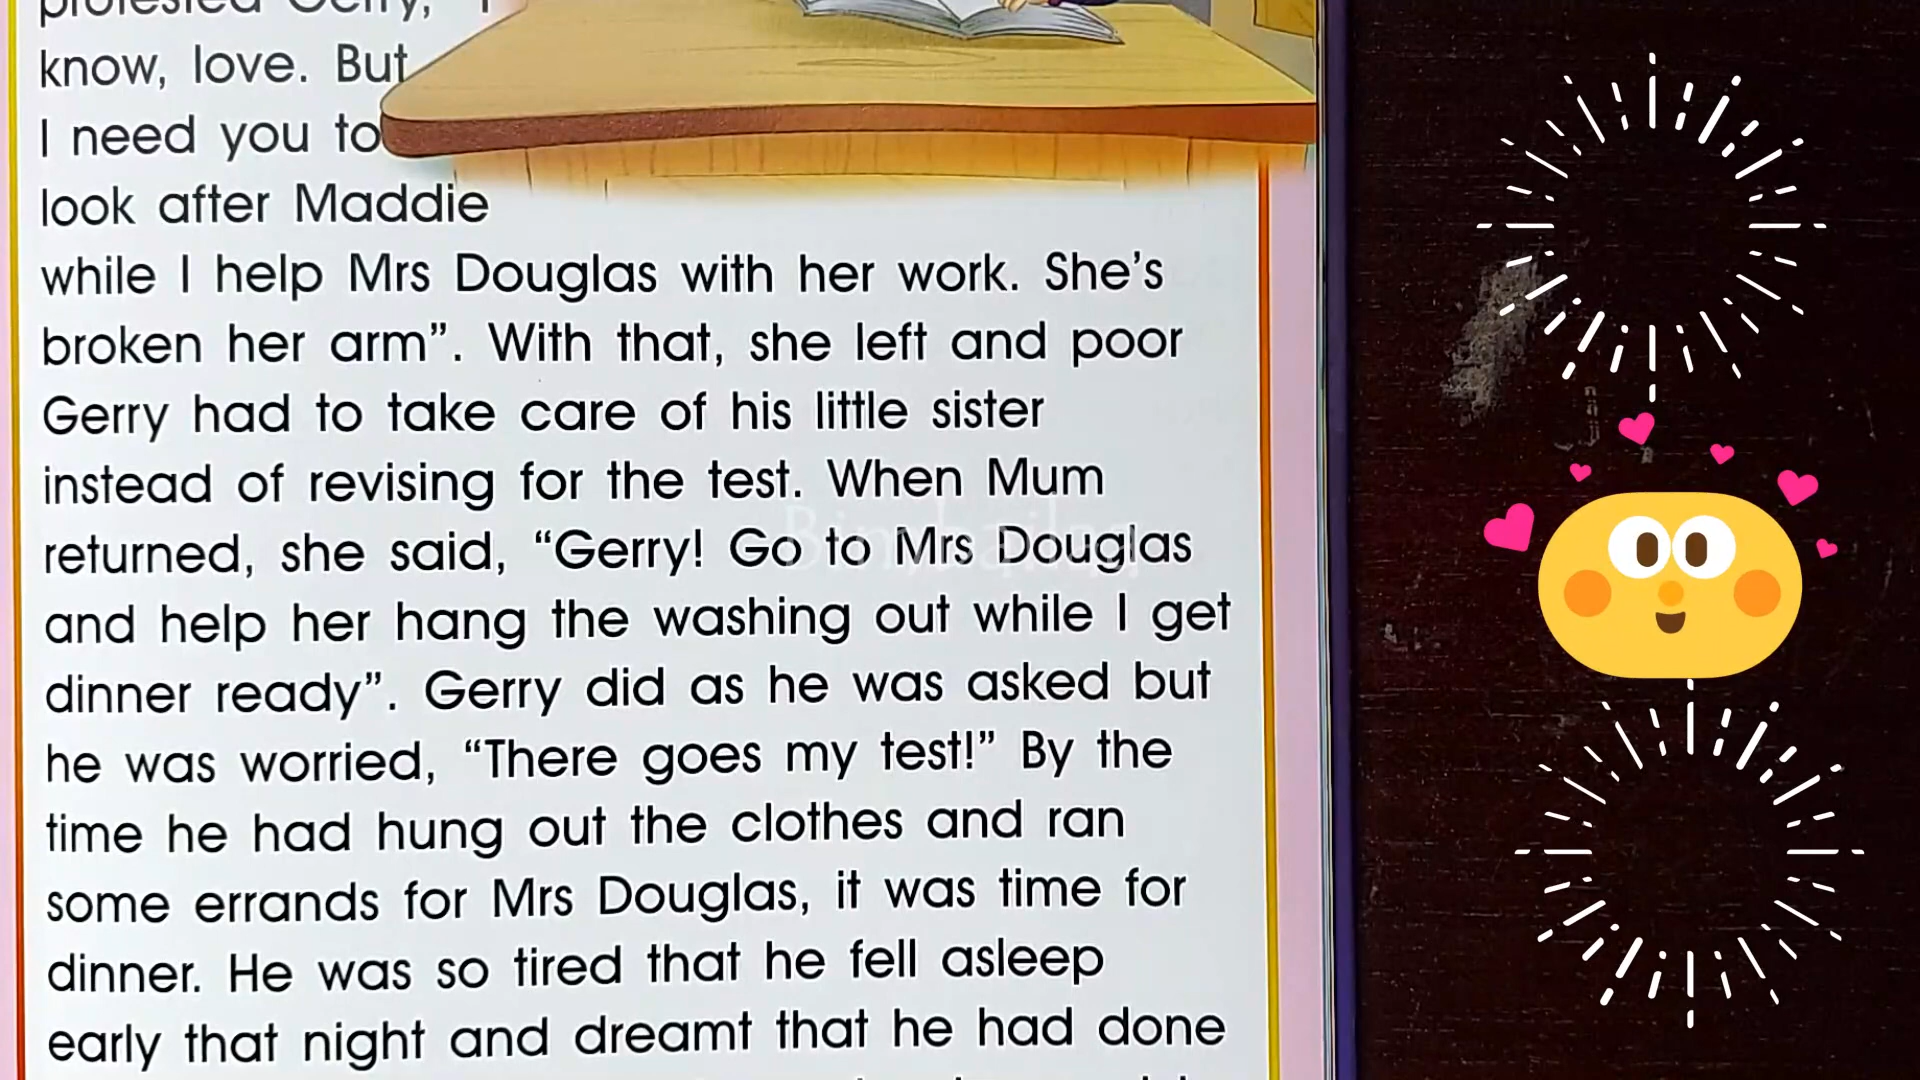 protested Gerry, "I
know, love. But
I need you to
look after Maddie
while I help Mrs Douglas with her work. She's
broken her arm”. With that, she left and poor
Gerry had to take care of his little sister
instead of revising for the test. When Mum
returned, she said, “Gerry! Go to Mrs Douglas
and help her hang the washing out while I get
dinner ready”. Gerry did as he was asked but
he was worried, “There goes my test!” By the
time he had hung out the clothes and ran
some errands for Mrs Douglas, it was time for
dinner. He was so tired that he fell asleep
early that night and dreamt that he had done